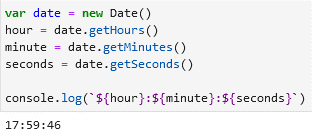 var date = new Date()
hour = date.getHours()
minute = date.getMinutes()
seconds = date.getSeconds()
console.log(`${hour}:${minute}:${seconds}`)
17:59:46